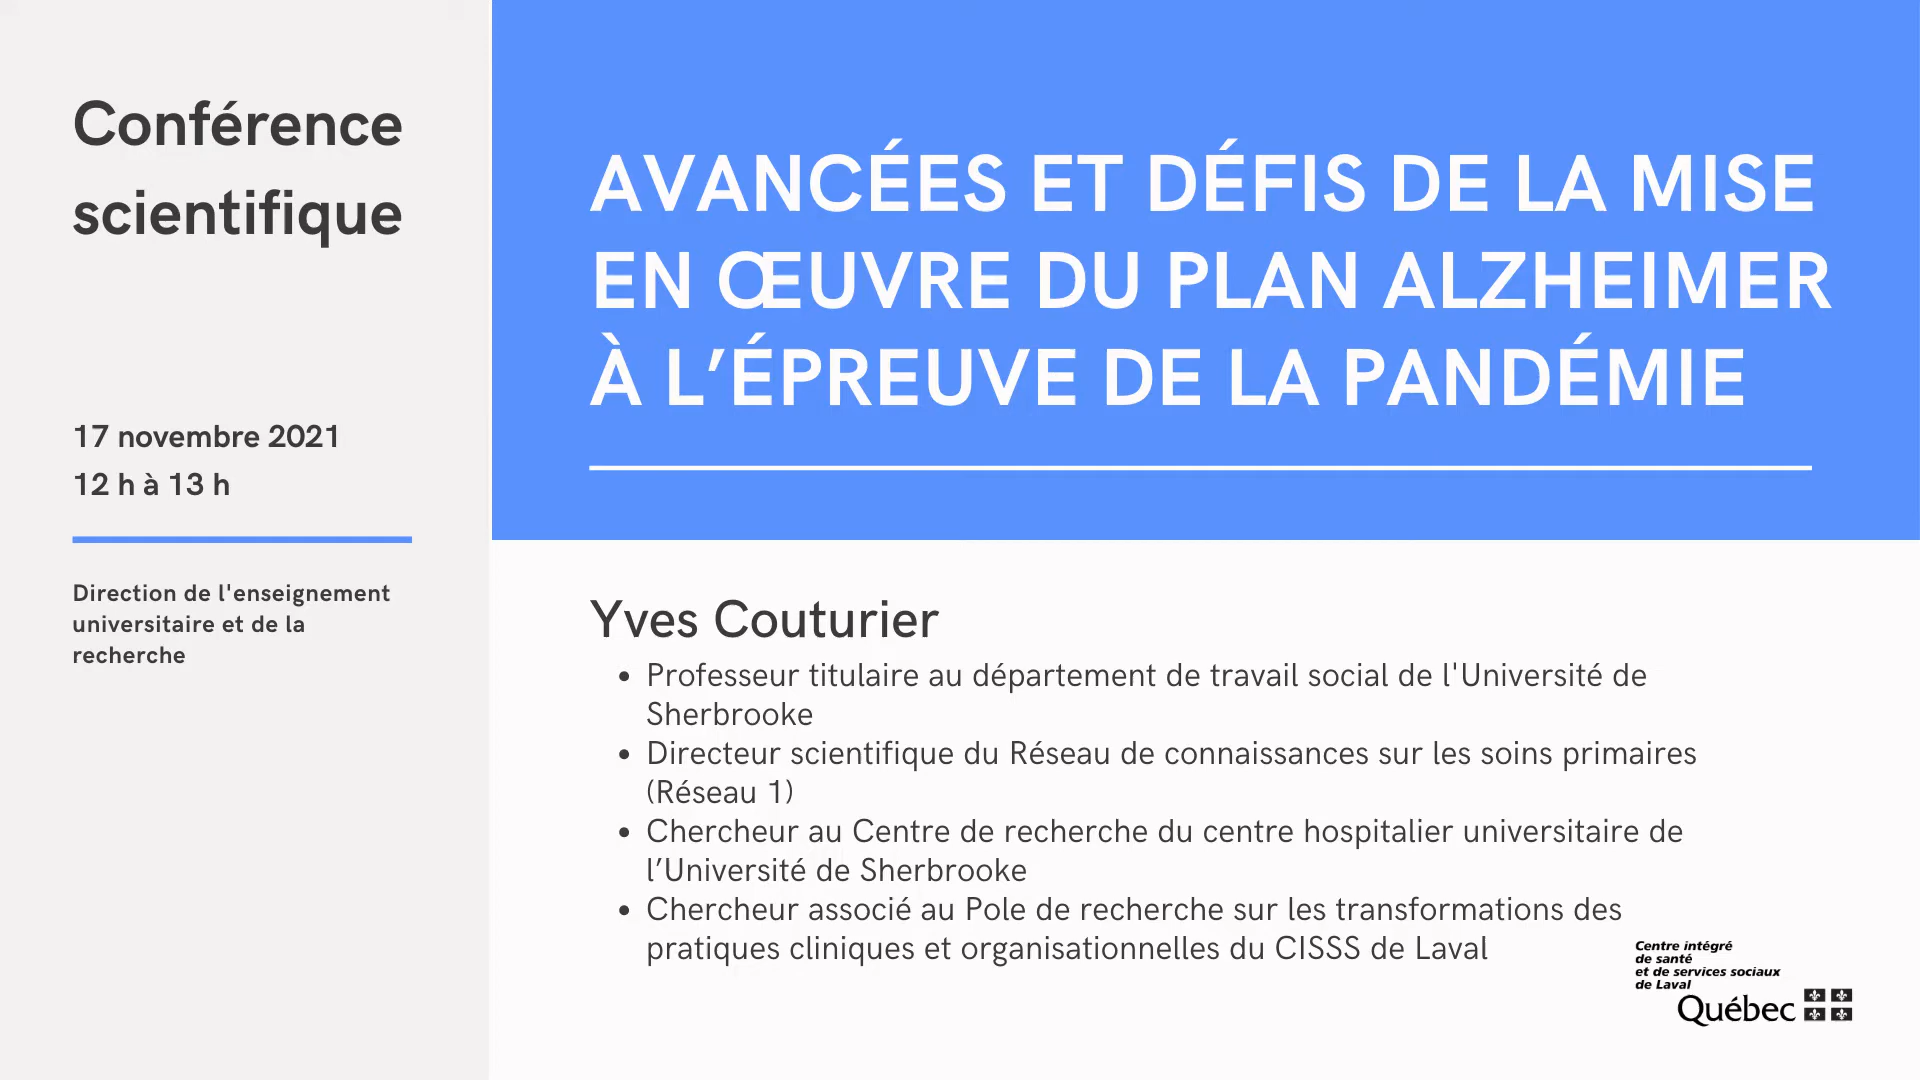 Conférence
scientifique
17 novembre 2021
12 h à 13 h
Direction de l'enseignement
universitaire et de la
recherche
AVANCÉES ET DÉFIS DE LA MISE
EN ŒUVRE DU PLAN ALZHEIMER
À L’ÉPREUVE DE LA PANDÉMIE
Yves Couturier
• Professeur titulaire au département de travail social de l'Université de
Sherbrooke
• Directeur scientifique du Réseau de connaissances sur les soins primaires
(Réseau 1)
• Chercheur au Centre de recherche du centre hospitalier universitaire de
l’Université de Sherbrooke
• Chercheur associé au Pole de recherche sur les transformations des
pratiques cliniques et organisationnelles du CISSS de Laval
Centre intégré
de santé
et de services sociaux
de Laval
Québec